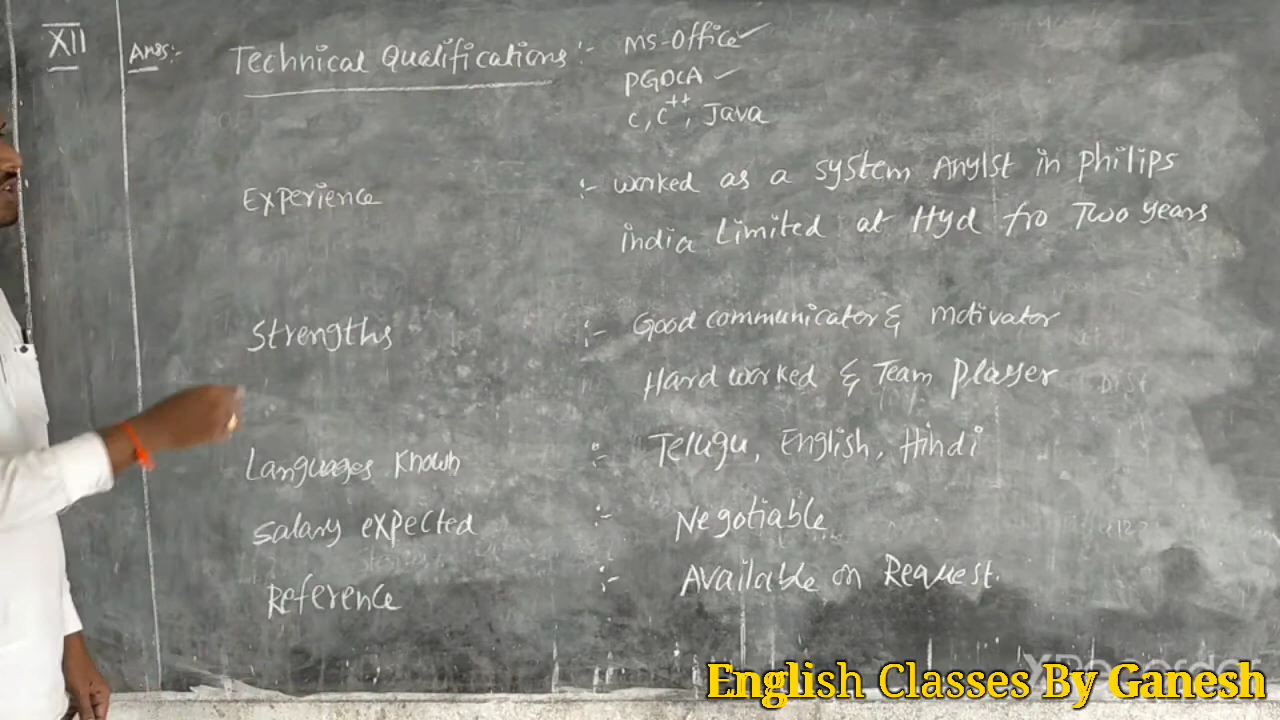 XII Ans:- Technical Qualifications :- MS-Office
PGDCA
C, C++, Java
Experience :- worked as a system Anylst in philips
india Limited at Hyd fro Two years
Strengths :- Good communicator & motivator
Hard worked & Team player
Languages known :- Telugu, English, Hindi
Salary expected :- Negotiable
Reference :- Available on Request.
English Classes By Ganesh